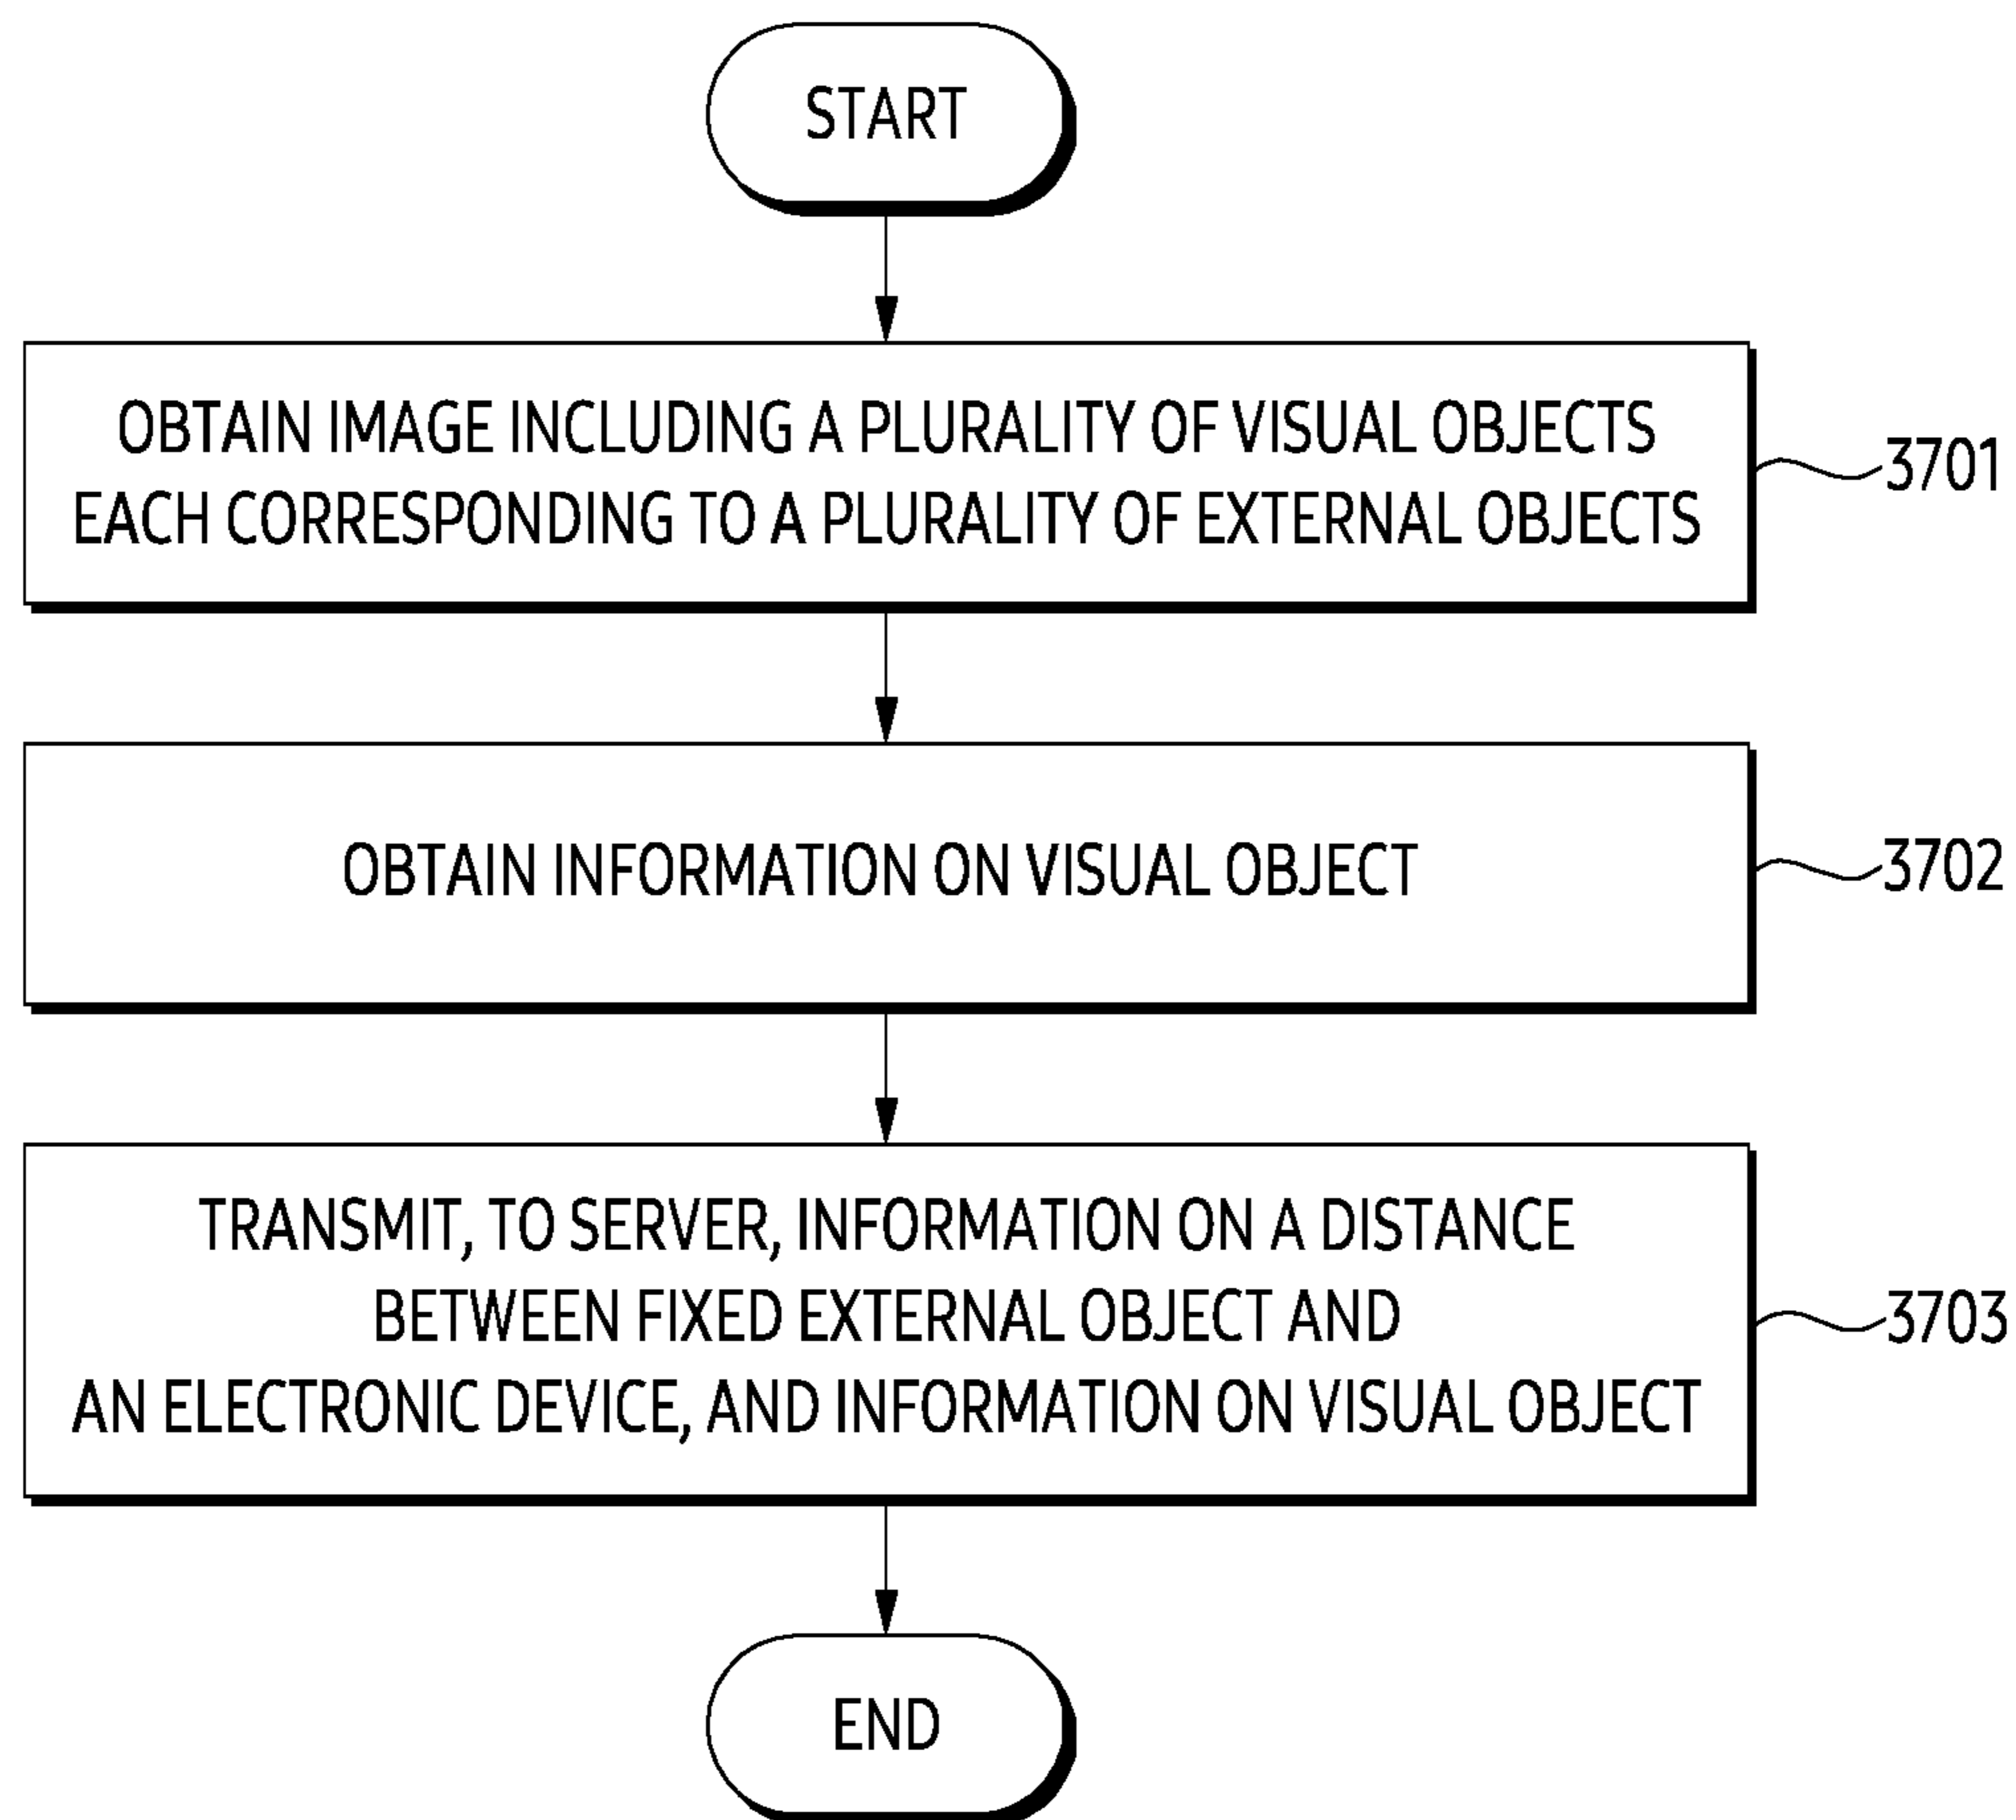 START
OBTAIN IMAGE INCLUDING A PLURALITY OF VISUAL OBJECTS
EACH CORRESPONDING TO A PLURALITY OF EXTERNAL OBJECTS
3701
OBTAIN INFORMATION ON VISUAL OBJECT
3702
TRANSMIT, TO SERVER, INFORMATION ON A DISTANCE
BETWEEN FIXED EXTERNAL OBJECT AND
AN ELECTRONIC DEVICE, AND INFORMATION ON VISUAL OBJECT
3703
END